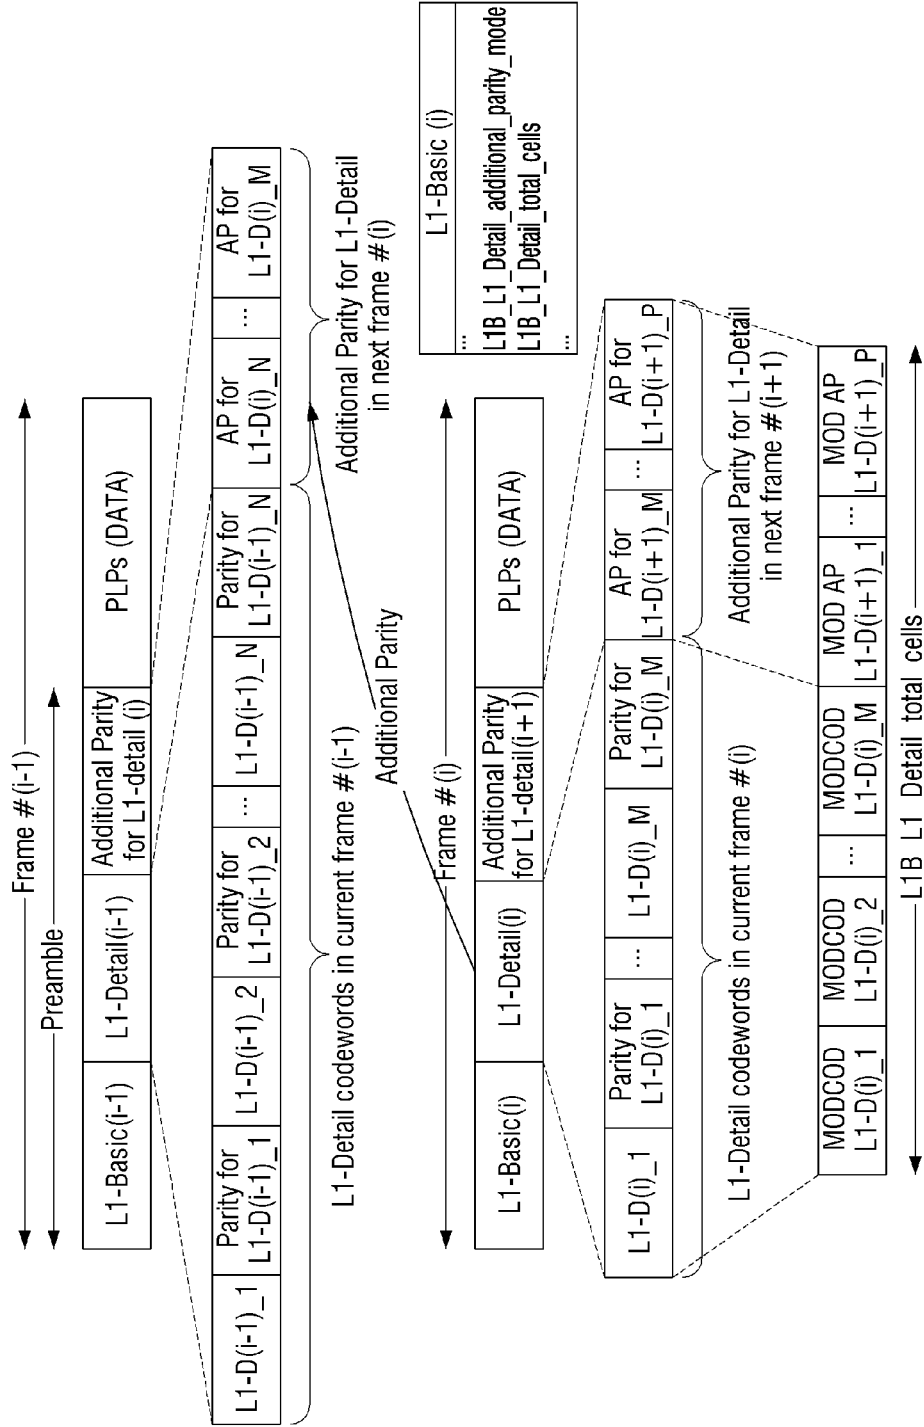 Frame # (i-1)
Preamble
L1-Basic(i-1)
L1-Detail(i-1)
Additional Parity
for L1-detail (i)
PLPs (DATA)
L1-D(i-1)_1
Parity for
L1-D(i-1)_1
L1-D(i-1)_2
Parity for
L1-D(i-1)_2
...
L1-D(i-1)_N
Parity for
L1-D(i-1)_N
AP for
L1-D(i)_N
...
AP for
L1-D(i)_M
L1-Detail codewords in current frame # (i-1)
Additional Parity for L1-Detail
in next frame # (i)
Additional Parity
Frame # (i)
L1-Basic(i)
L1-Detail(i)
Additional Parity
for L1-detail(i+1)
PLPs (DATA)
L1-Basic (i)
...
L1B_L1_Detail_additional_parity_mode
L1B_L1_Detail_total_cells
...
L1-D(i)_1
Parity for
L1-D(i)_1
...
L1-D(i)_M
Parity for
L1-D(i)_M
AP for
L1-D(i+1)_M
...
AP for
L1-D(i+1)_P
L1-Detail codewords in current frame # (i)
Additional Parity for L1-Detail
in next frame # (i+1)
MODCOD
L1-D(i)_1
MODCOD
L1-D(i)_2
...
MODCOD
L1-D(i)_M
MOD AP
L1-D(i+1)_1
...
MOD AP
L1-D(i+1)_P
L1B_L1_Detail_total_cells